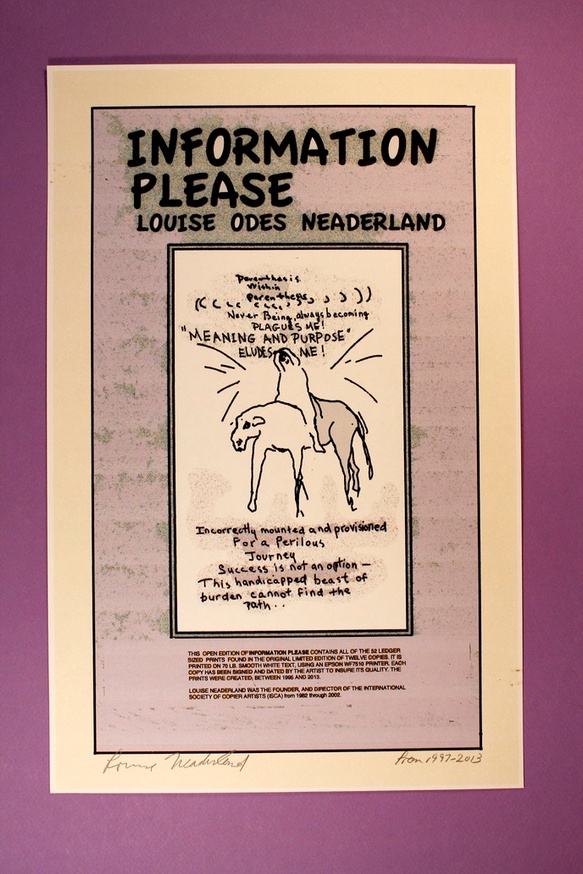 INFORMATION
PLEASE
LOUISE ODES NEADERLAND
Parenthesis
Within
parenthesis
Never Being, always becoming
PLAGUES ME!
"MEANING AND PURPOSE"
ELUDES ME!
Incorrectly mounted and provisioned
For a Perilous
Journey
Success is not an option —
This handicapped beast of
burden cannot find the
Path..
THIS OPEN EDITION OF INFORMATION PLEASE CONTAINS ALL OF THE 52 LEDGER
SIZED PRINTS FOUND IN THE ORIGINAL LIMITED EDITION OF TWELVE COPIES. IT IS
PRINTED ON 70 LB. SMOOTH WHITE TEXT, USING AN EPSON WF7510 PRINTER. EACH
COPY HAS BEEN SIGNED AND DATED BY THE ARTIST TO INSURE ITS QUALITY. THE
PRINTS WERE CREATED, BETWEEN 1995 AND 2013.
LOUISE NEADERLAND WAS THE FOUNDER, AND DIRECTOR OF THE INTERNATIONAL
SOCIETY OF COPIER ARTISTS (ISCA) from 1982 through 2002.
Louise Neaderland
from 1997-2013